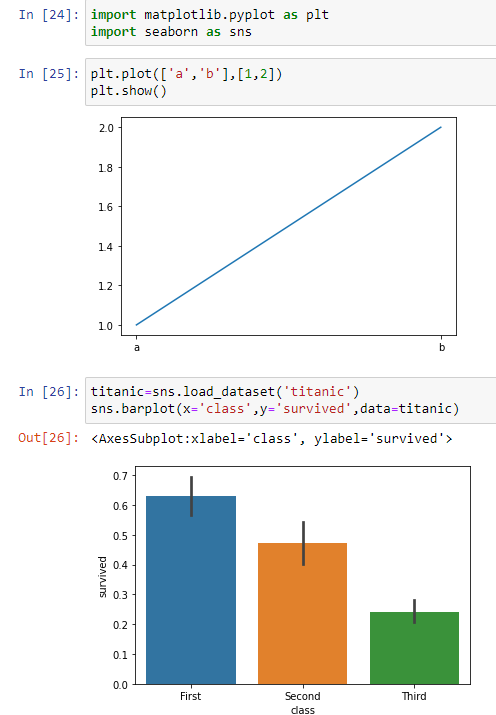 In [24]: import matplotlib.pyplot as plt
import seaborn as sns
In [25]: plt.plot(['a','b'],[1,2])
plt.show()
2.0
1.8
1.6
1.4
1.2
1.0
a b
In [26]: titanic=sns.load_dataset('titanic')
sns.barplot(x='class',y='survived',data=titanic)
Out[26]: <AxesSubplot:xlabel='class', ylabel='survived'>
0.7
0.6
0.5
0.4
0.3
0.2
0.1
0.0
survived
First Second Third
class